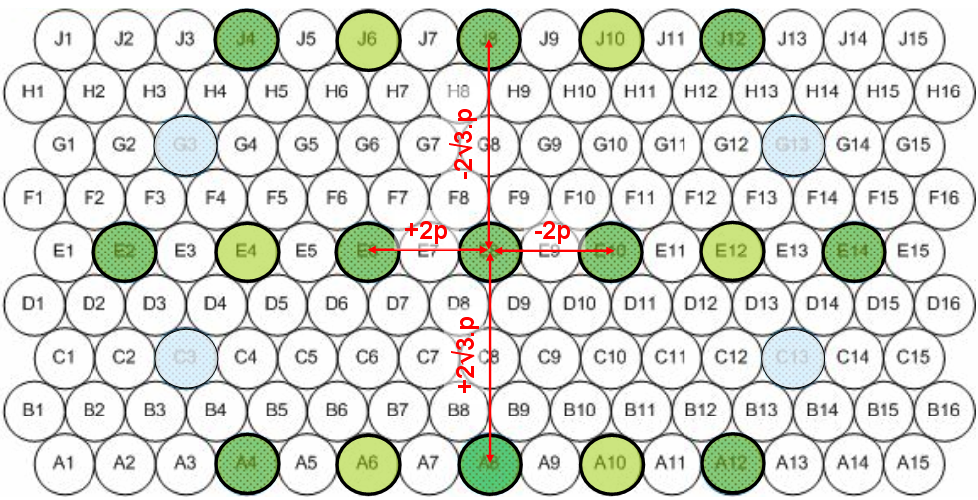 J1 J2 J3 J4 J5 J6 J7 J8 J9 J10 J11 J12 J13 J14 J15
H1 H2 H3 H4 H5 H6 H7 H8 H9 H10 H11 H12 H13 H14 H15 H16
-2√3.p
G1 G2 G3 G4 G5 G6 G7 G8 G9 G10 G11 G12 G13 G14 G15
F1 F2 F3 F4 F5 F6 F7 F8 F9 F10 F11 F12 F13 F14 F15 F16
+2p -2p
E1 E2 E3 E4 E5 E7 E9 E11 E12 E13 E14 E15
D1 D2 D3 D4 D5 D6 D7 D8 D9 D10 D11 D12 D13 D14 D15 D16
+2√3.p
C1 C2 C3 C4 C5 C6 C7 C8 C9 C10 C11 C12 C13 C14 C15
B1 B2 B3 B4 B5 B6 B7 B8 B9 B10 B11 B12 B13 B14 B15 B16
A1 A2 A3 A4 A5 A6 A7 A8 A9 A10 A11 A12 A13 A14 A15